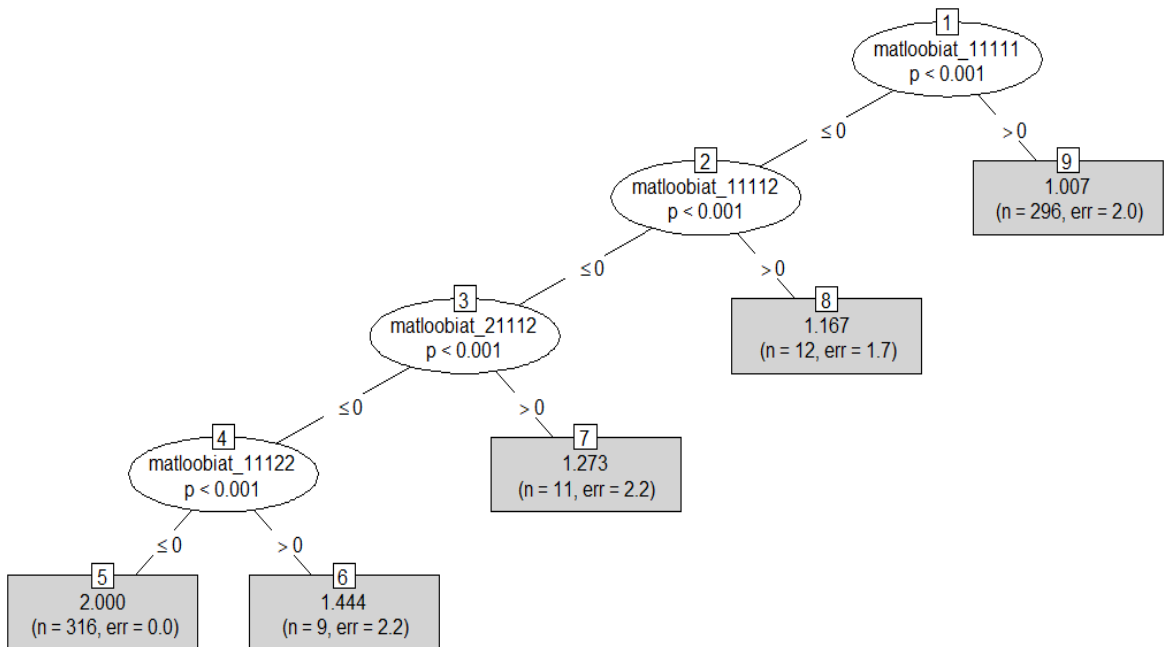 1
matloobiat_11111
p < 0.001
≤ 0
> 0
2
matloobiat_11112
p < 0.001
9
1.007
(n = 296, err = 2.0)
≤ 0
> 0
3
matloobiat_21112
p < 0.001
8
1.167
(n = 12, err = 1.7)
≤ 0
> 0
4
matloobiat_11122
p < 0.001
7
1.273
(n = 11, err = 2.2)
≤ 0
> 0
5
2.000
(n = 316, err = 0.0)
6
1.444
(n = 9, err = 2.2)